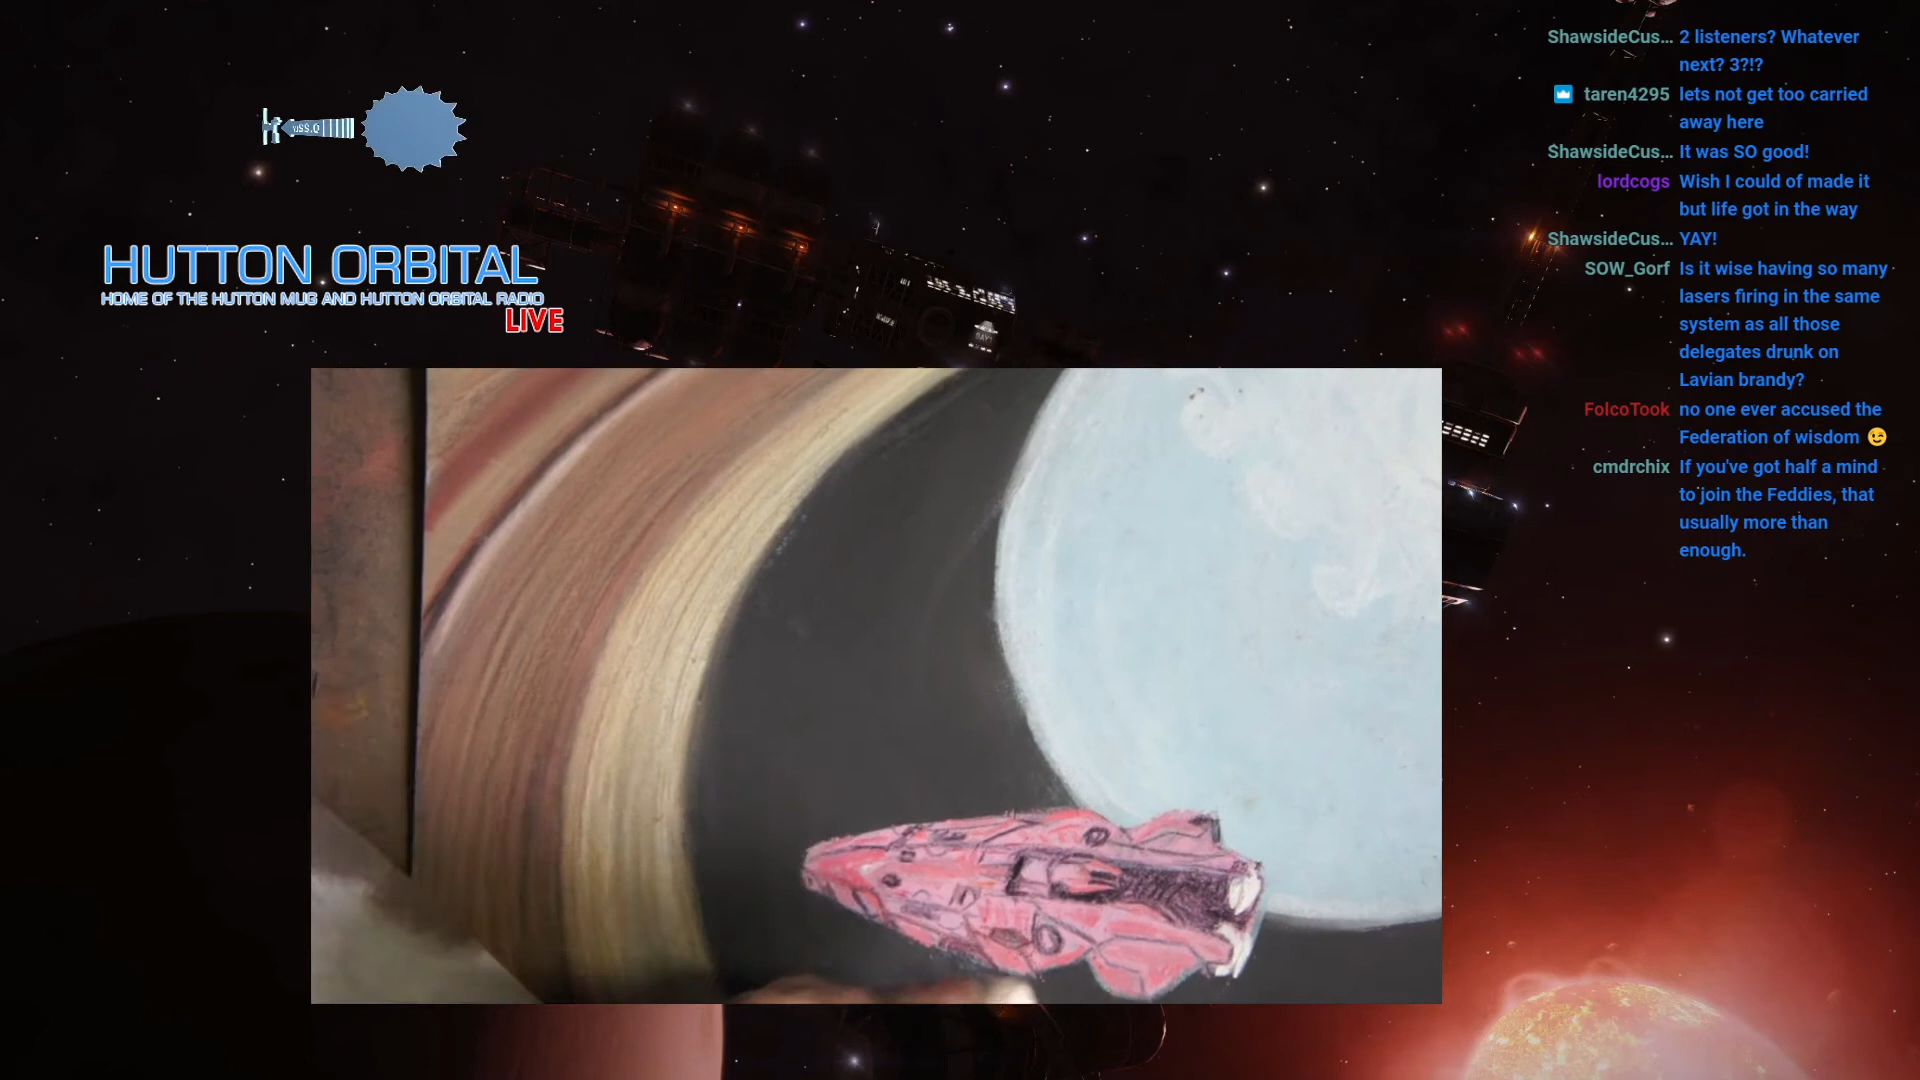 HUTTON ORBITAL
HOME OF THE HUTTON MUG AND HUTTON ORBITAL RADIO
LIVE
ShawsideCus... 2 listeners? Whatever
next? 3?!?
taren4295 lets not get too carried
away here
ShawsideCus... It was SO good!
lordcogs Wish I could of made it
but life got in the way
ShawsideCus... YAY!
SOW_Gorf Is it wise having so many
lasers firing in the same
system as all those
delegates drunk on
Lavian brandy?
FolcoTook no one ever accused the
Federation of wisdom 😉
cmdrchix If you've got half a mind
to join the Feddies, that
usually more than
enough.